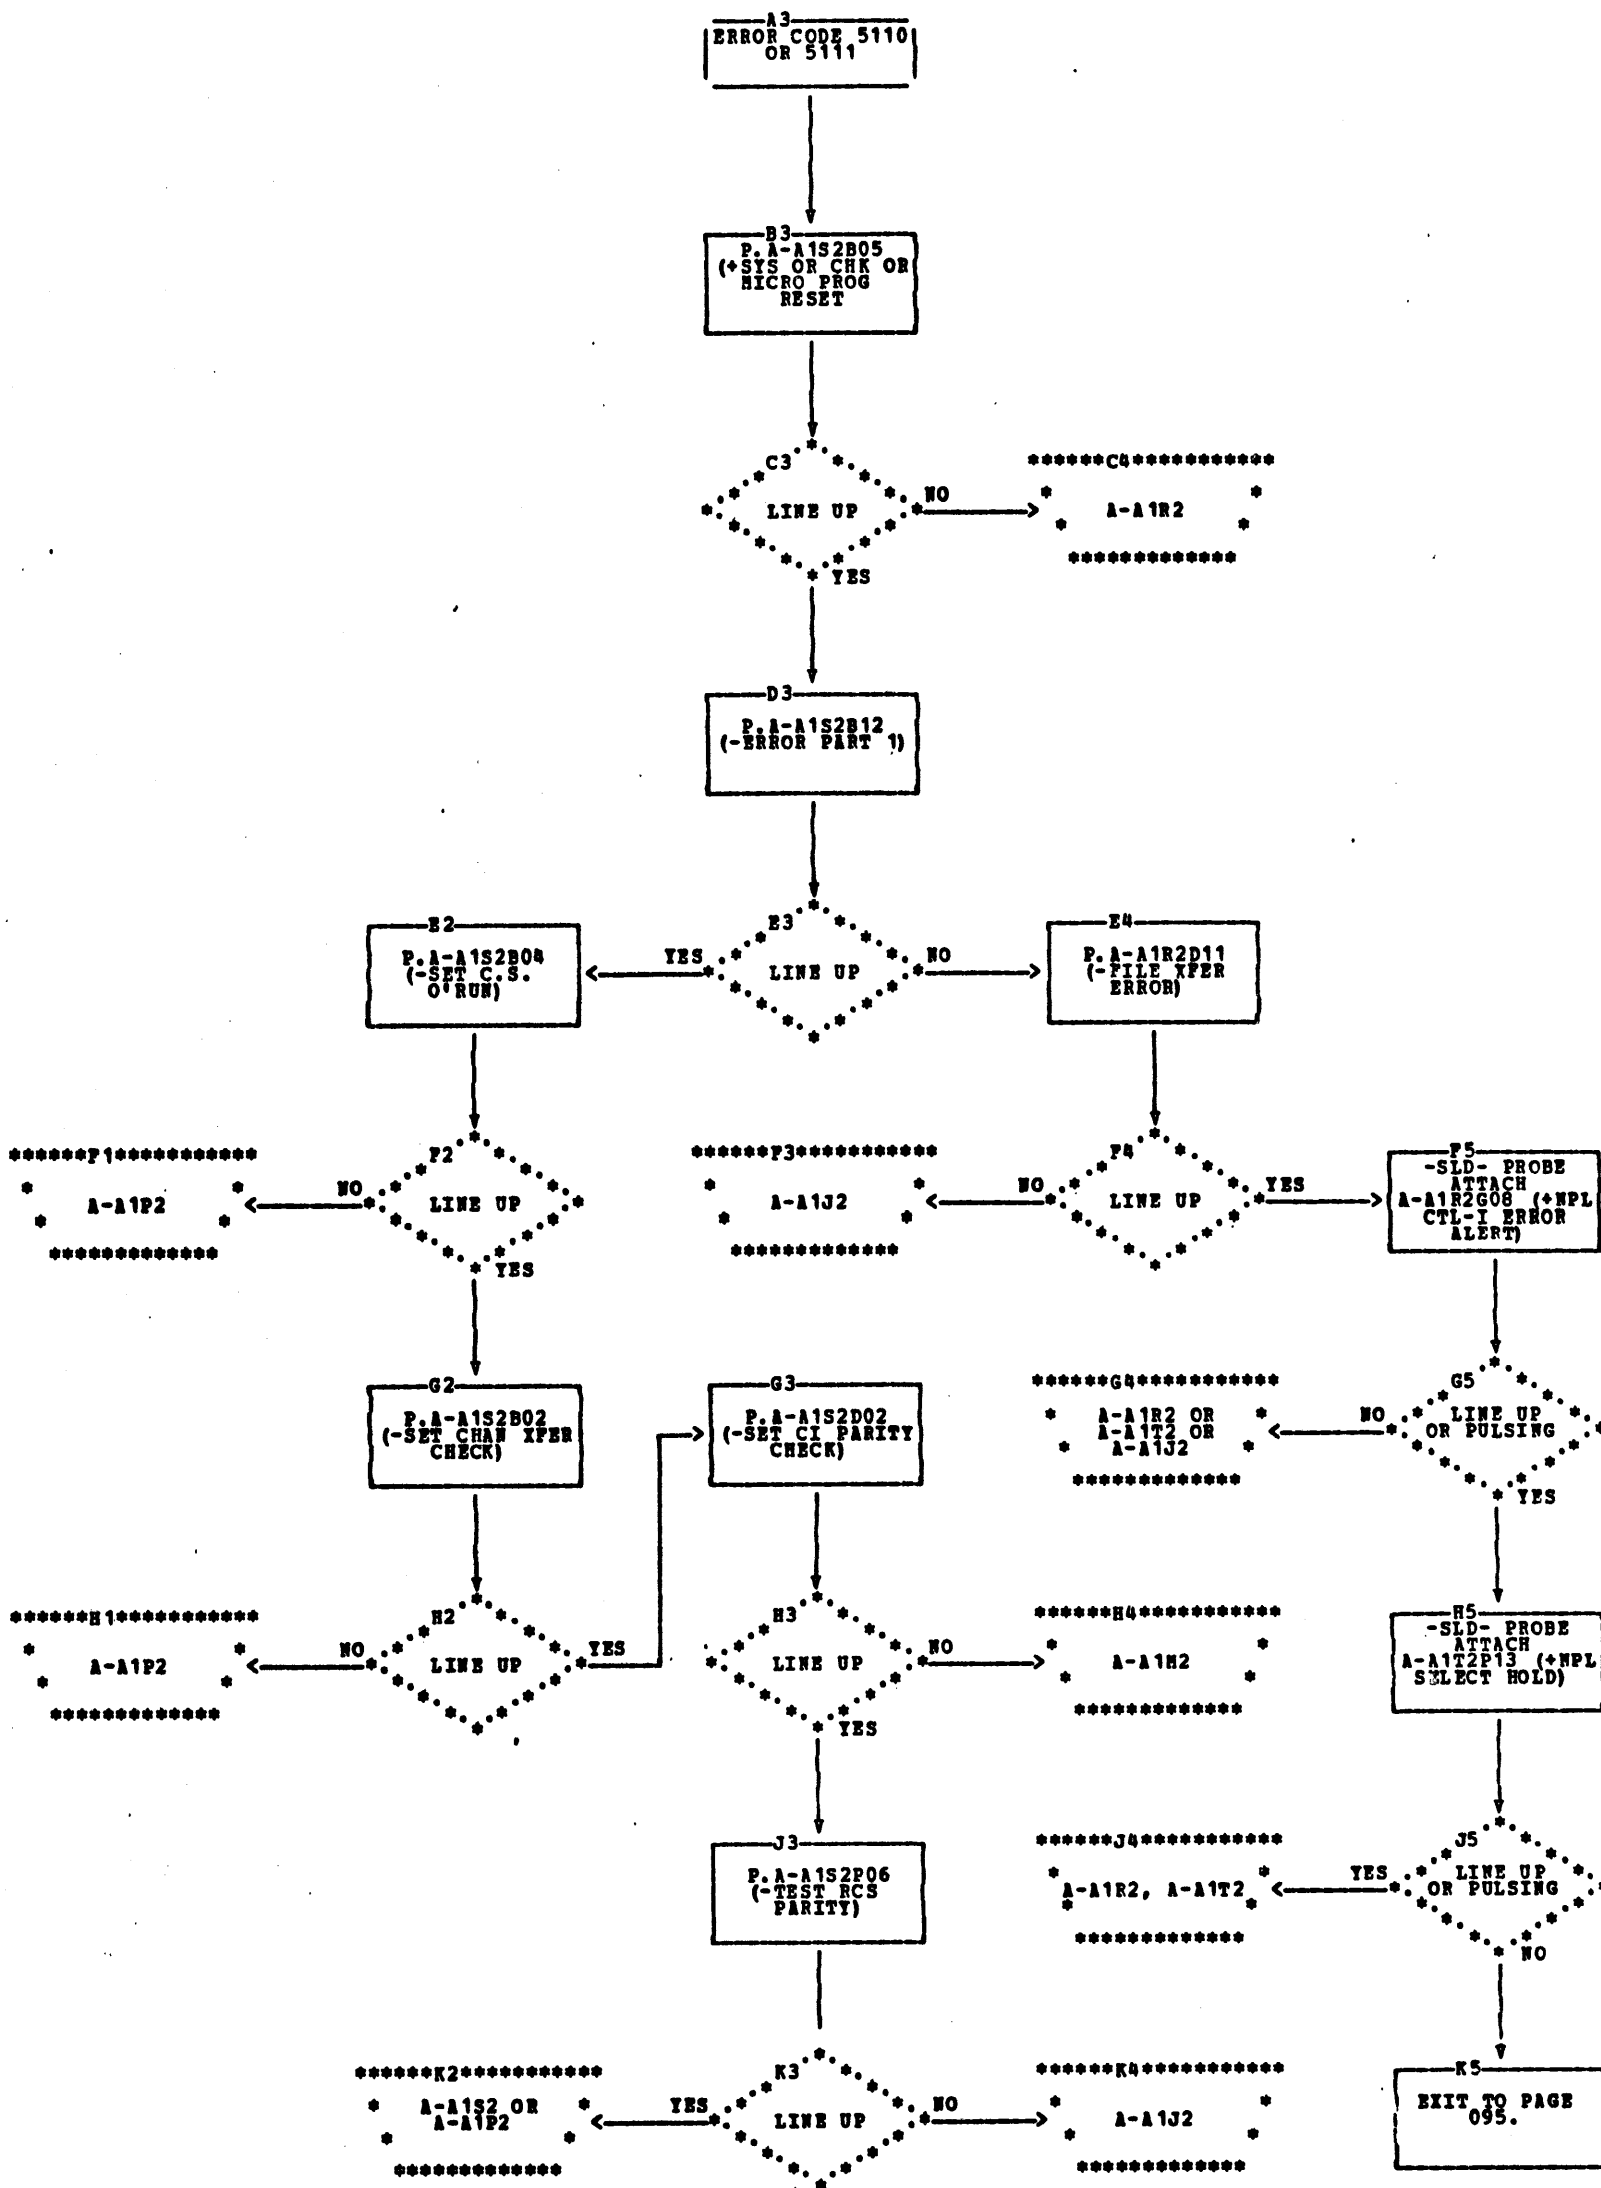 A3
ERROR CODE 5110
OR 5111
B3
P.A-A1S2B05
(+SYS OR CHK OR
MICRO PROG
RESET
C3
LINE UP
NO
YES
******C4***********
A-A1R2
D3
P.A-A1S2B12
(-ERROR PART 1)
E2
P.A-A1S2B04
(-SET C.S.
O'RUN)
YES
E3
LINE UP
NO
E4
P.A-A1R2D11
(-FILE XFER
ERROR)
******F1***********
A-A1P2
NO
F2
LINE UP
YES
******F3***********
A-A1J2
NO
F4
LINE UP
YES
F5
-SLD- PROBE
ATTACH
A-A1R2G08 (+NPL
CTL-I ERROR
ALERT)
G2
P.A-A1S2B02
(-SET CHAN XFER
CHECK)
G3
P.A-A1S2D02
(-SET CI PARITY
CHECK)
******G4***********
A-A1R2 OR
A-A1T2 OR
A-A1J2
NO
G5
LINE UP
OR PULSING
YES
******H1***********
A-A1P2
NO
H2
LINE UP
YES
H3
LINE UP
NO
YES
******H4***********
A-A1M2
H5
-SLD- PROBE
ATTACH
A-A1T2P13 (+NPL
SELECT HOLD)
J3
P.A-A1S2P06
(-TEST RCS
PARITY)
******J4***********
A-A1R2, A-A1T2
YES
J5
LINE UP
OR PULSING
NO
******K2***********
A-A1S2 OR
A-A1P2
YES
K3
LINE UP
NO
******K4***********
A-A1J2
K5
EXIT TO PAGE
095.